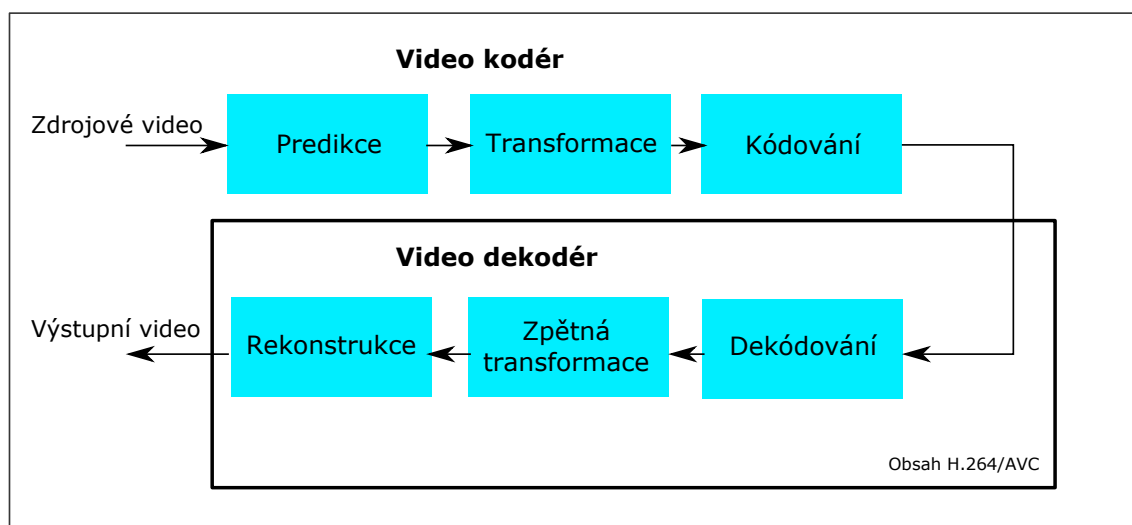 Video kodér
Zdrojové video
Predikce
Transformace
Kódování
Video dekodér
Výstupní video
Rekonstrukce
Zpětná
transformace
Dekódování
Obsah H.264/AVC